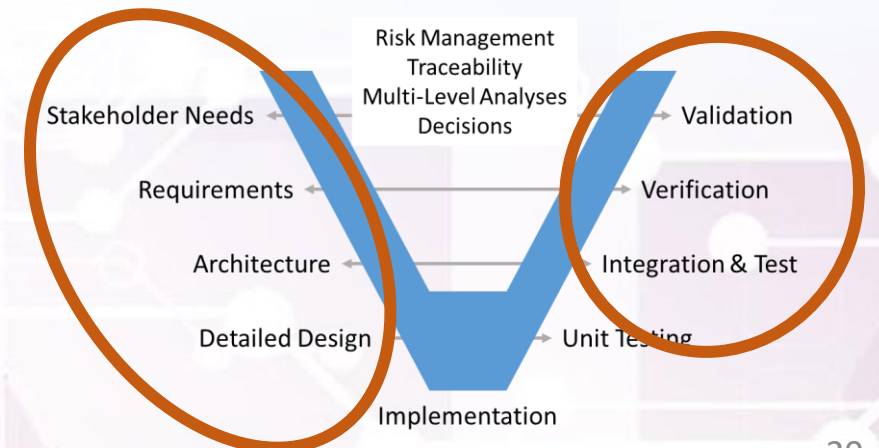 Risk Management
Traceability
Multi-Level Analyses
Decisions
Stakeholder Needs
Validation
Requirements
Verification
Architecture
Integration & Test
Detailed Design
Unit Testing
Implementation